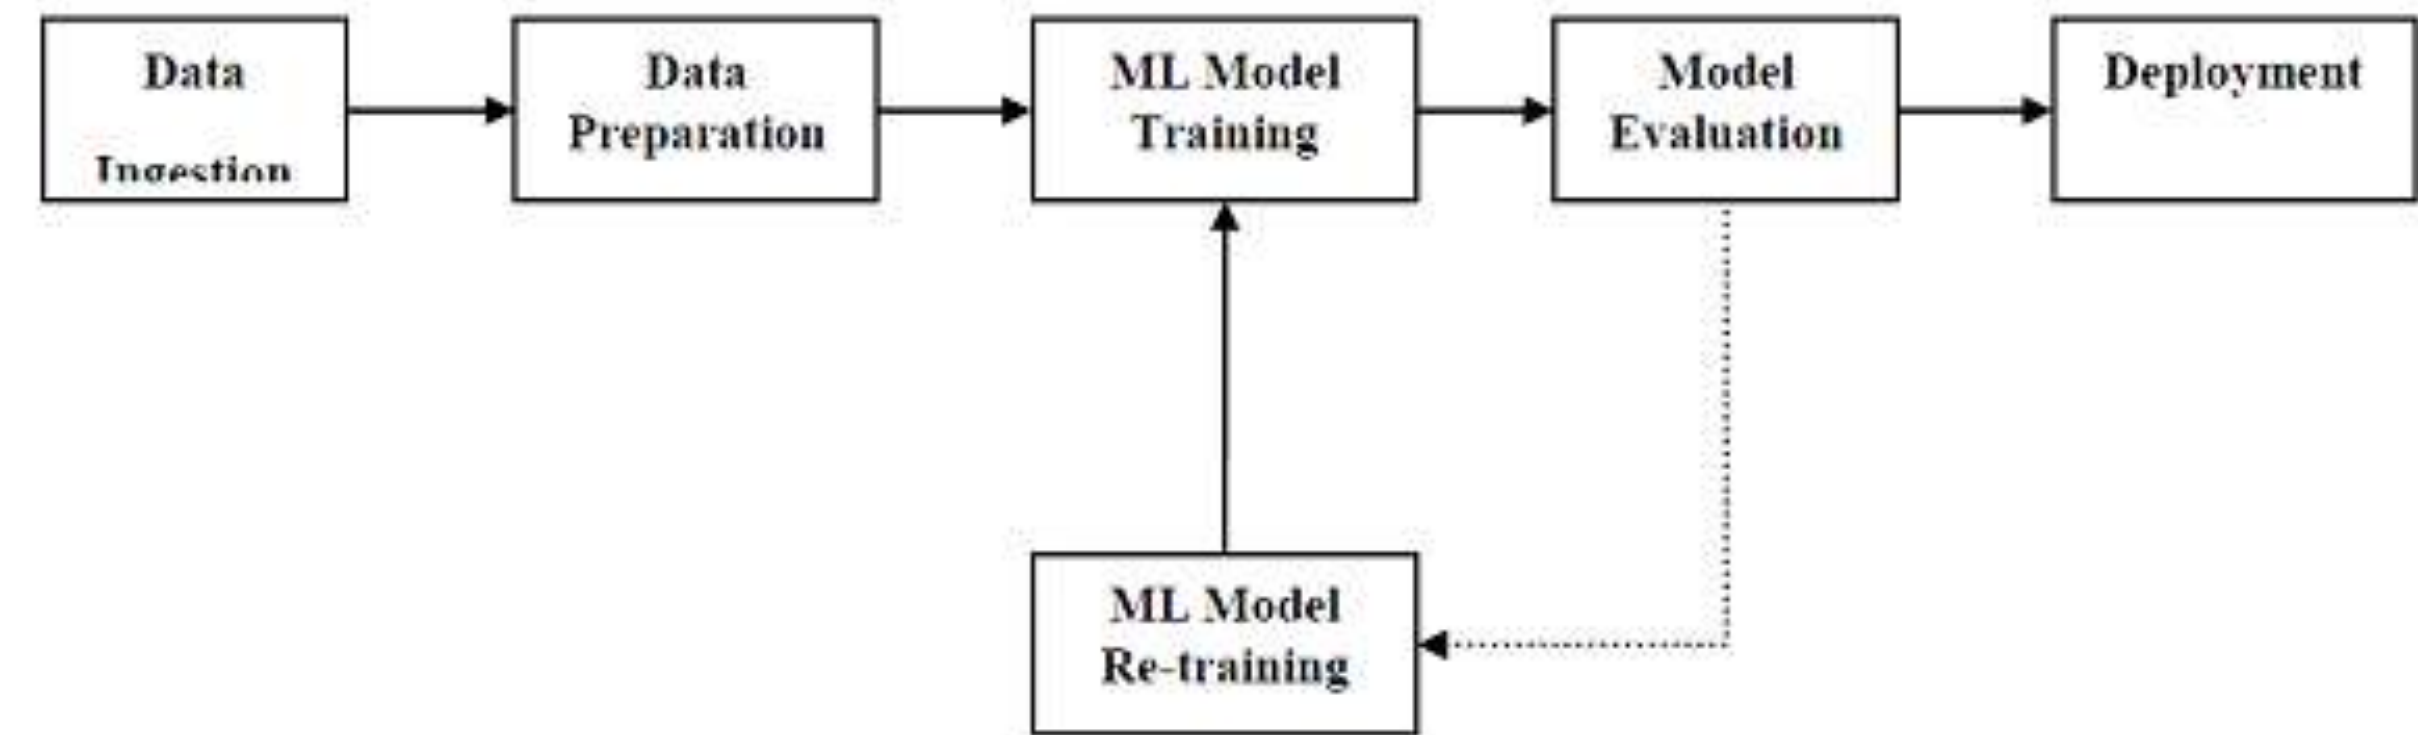 Data
Ingestion
Data
Preparation
ML Model
Training
Model
Evaluation
Deployment
ML Model
Re-training